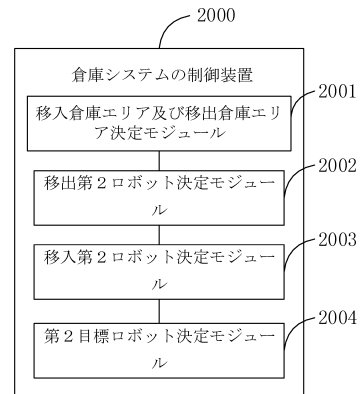 2000
倉庫システムの制御装置
2001
移入倉庫エリア及び移出倉庫エリ
ア決定モジュール
2002
移出第２ロボット決定モジュー
ル
2003
移入第２ロボット決定モジュー
ル
2004
第２目標ロボット決定モジュー
ル